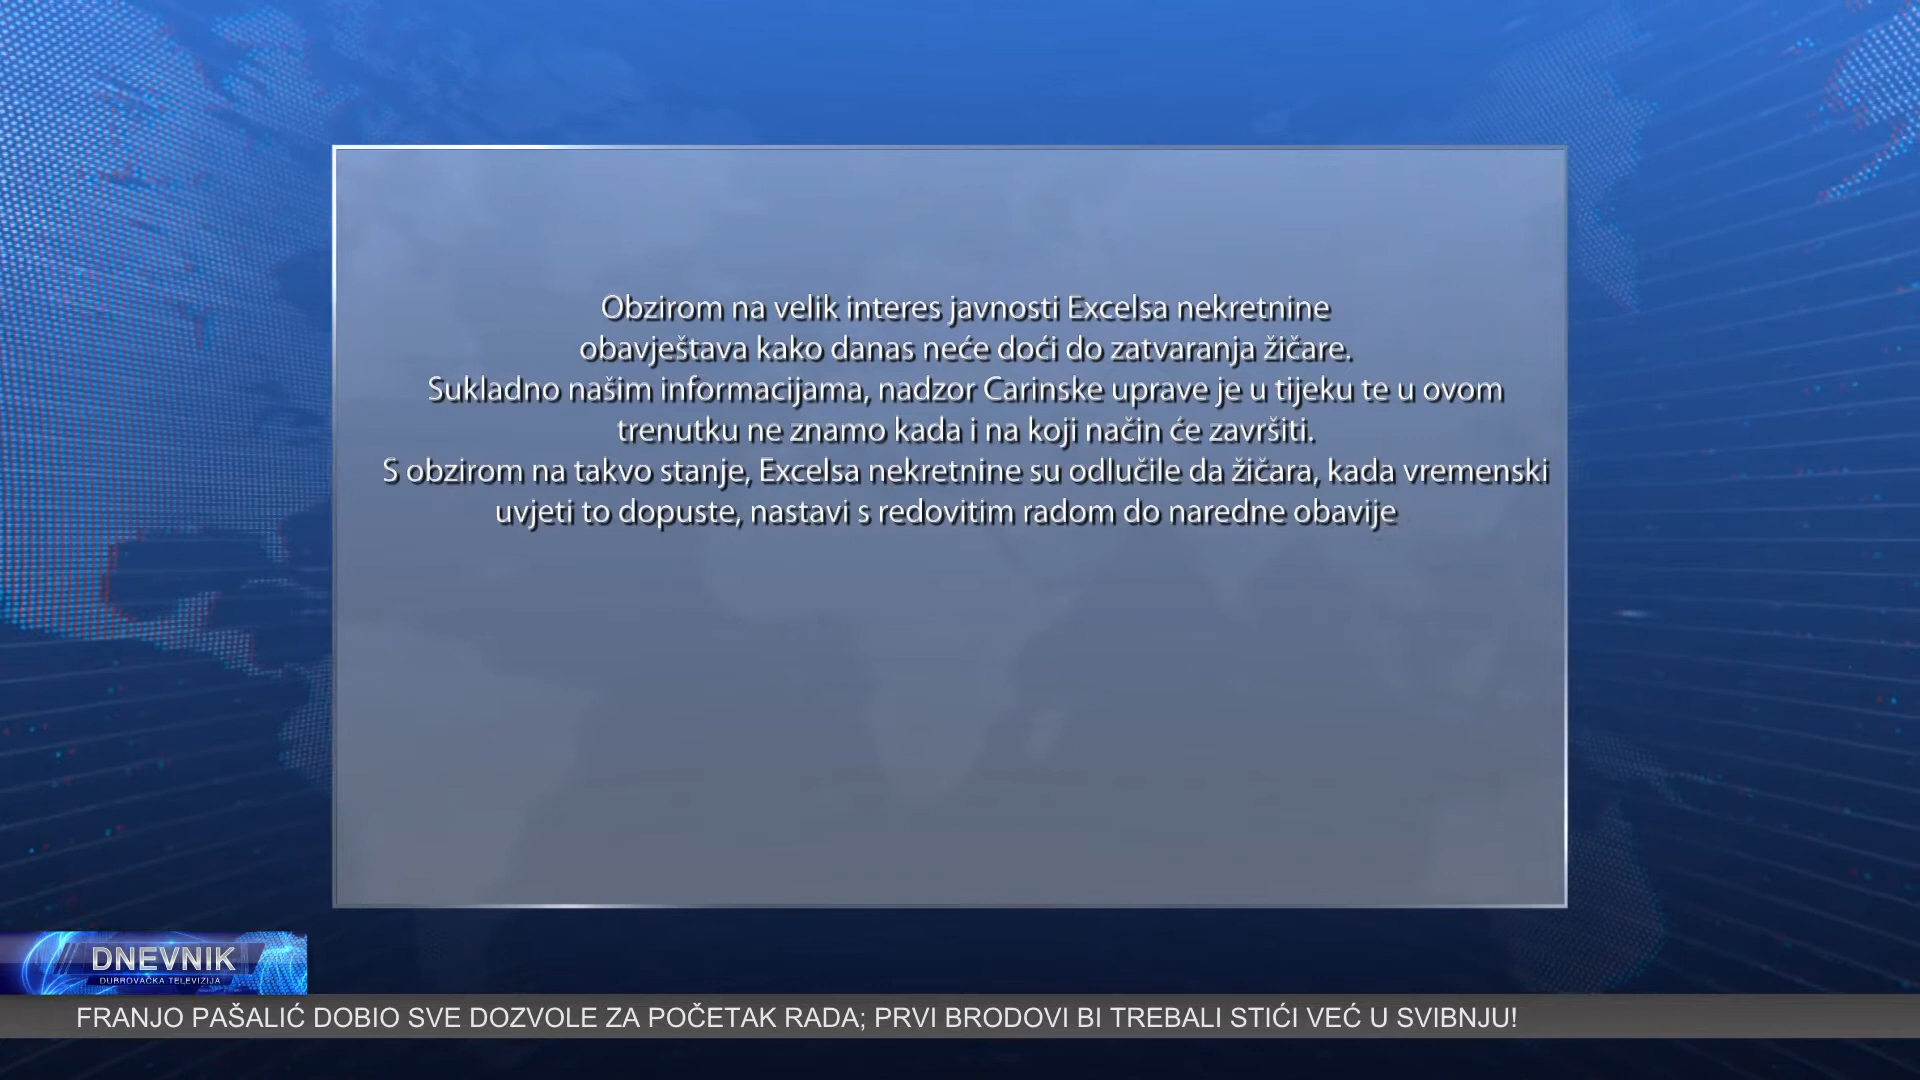 Obzirom na velik interes javnosti Excelsa nekretnine
obavještava kako danas neće doći do zatvaranja žičare.
Sukladno našim informacijama, nadzor Carinske uprave je u tijeku te u ovom
trenutku ne znamo kada i na koji način će završiti.
S obzirom na takvo stanje, Excelsa nekretnine su odlučile da žičara, kada vremenski
uvjeti to dopuste, nastavi s redovitim radom do naredne obavije
DNEVNIK
DUBROVAČKA TELEVIZIJA
FRANJO PAŠALIĆ DOBIO SVE DOZVOLE ZA POČETAK RADA; PRVI BRODOVI BI TREBALI STIĆI VEĆ U SVIBNJU!